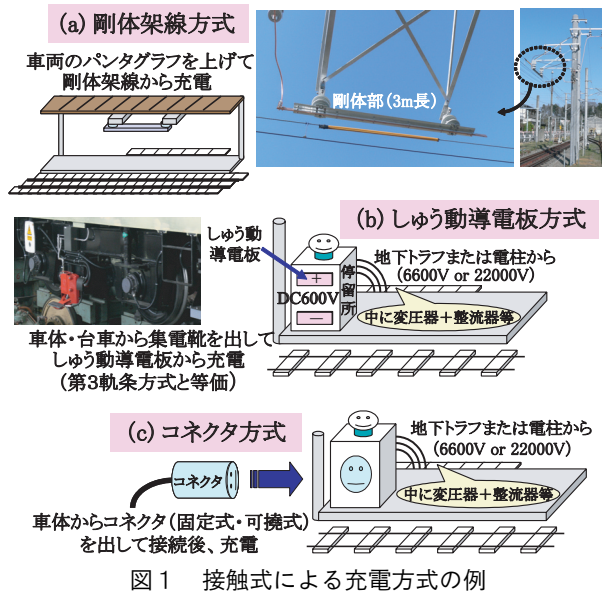 (a) 剛体架線方式
車両のパンタグラフを上げて
剛体架線から充電
剛体部(3m長)
(b) しゅう動導電板方式
しゅう動
導電板
+
DC600V
−
停留所
地下トラフまたは電柱から
(6600V or 22000V)
中に変圧器+整流器等
車体・台車から集電靴を出して
しゅう動導電板から充電
(第3軌条方式と等価)
(c) コネクタ方式
コネクタ
地下トラフまたは電柱から
(6600V or 22000V)
中に変圧器+整流器等
車体からコネクタ(固定式・可撓式)
を出して接続後、充電
図1 接触式による充電方式の例